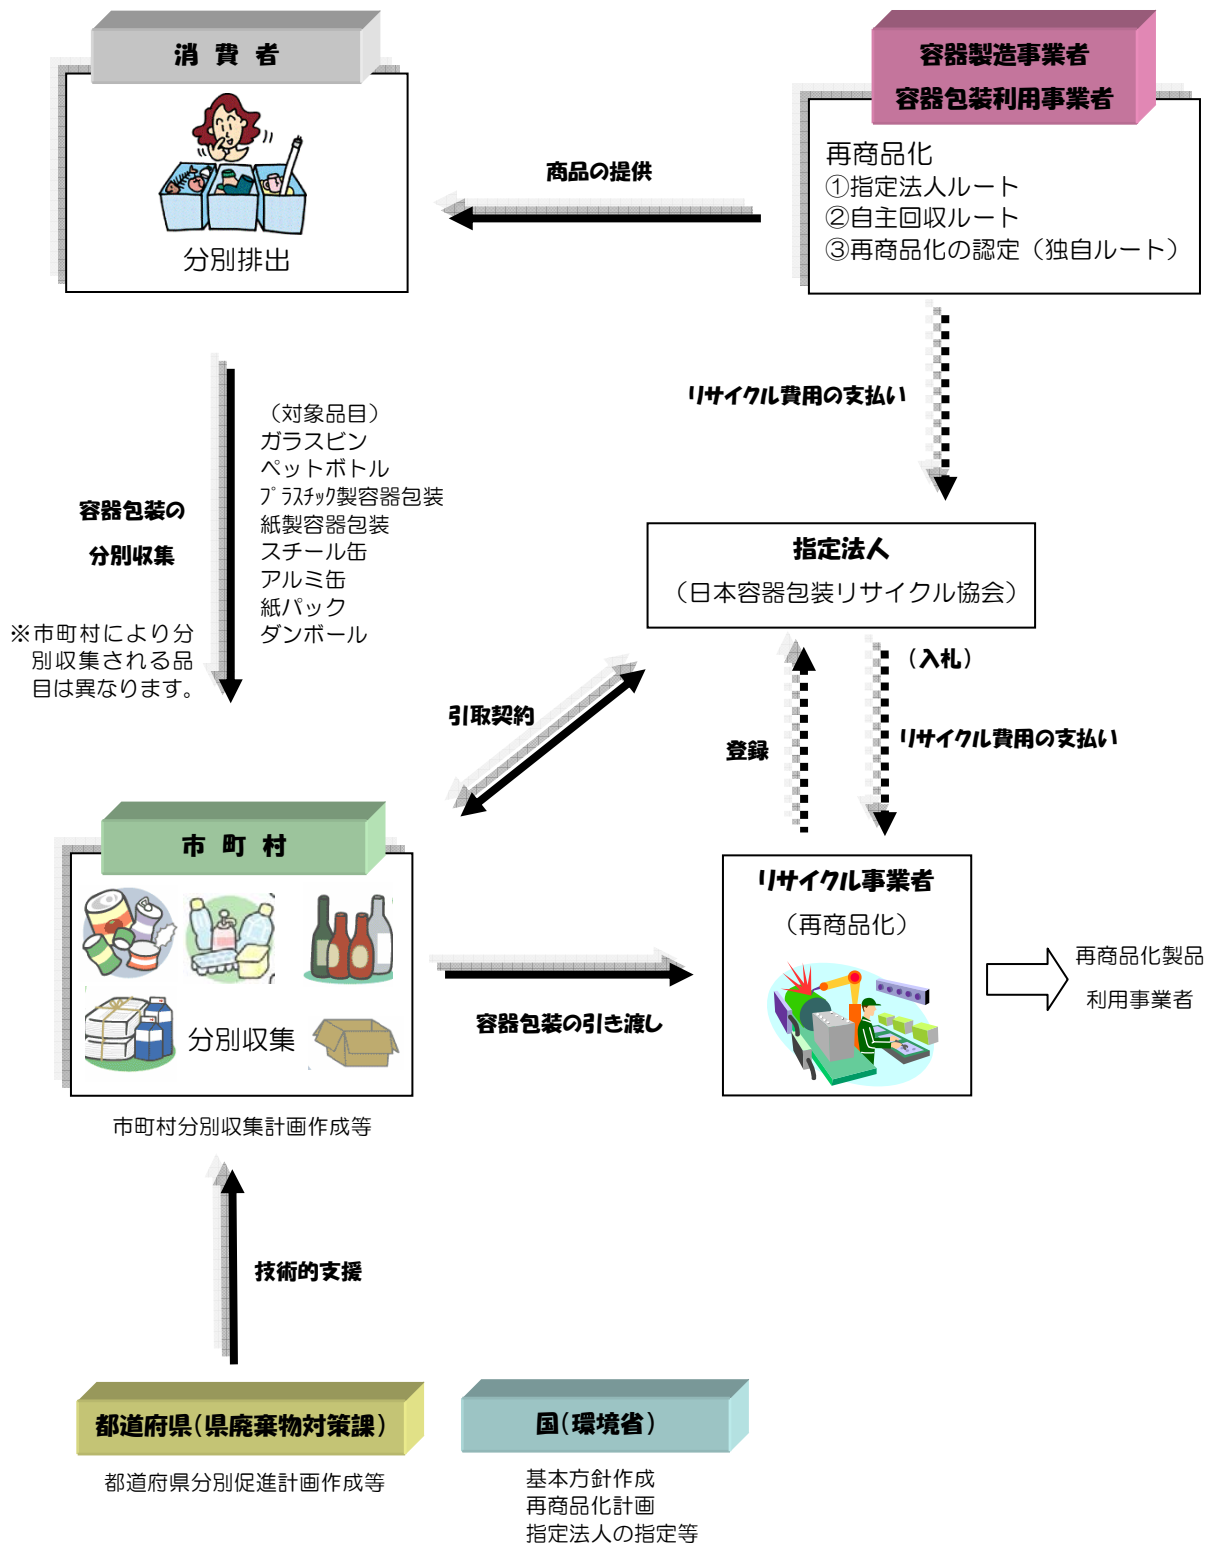 消 費 者
分別排出
商品の提供
容器製造事業者
容器包装利用事業者
再商品化
①指定法人ルート
②自主回収ルート
③再商品化の認定（独自ルート）
リサイクル費用の支払い
容器包装の
分別収集
※市町村により分
別収集される品
目は異なります。
（対象品目）
ガラスビン
ペットボトル
ﾌﾟﾗｽﾁｯｸ製容器包装
紙製容器包装
スチール缶
アルミ缶
紙パック
ダンボール
指定法人
（日本容器包装リサイクル協会）
引取契約
登録
（入札）
リサイクル費用の支払い
市 町 村
分別収集
市町村分別収集計画作成等
容器包装の引き渡し
リサイクル事業者
（再商品化）
再商品化製品
利用事業者
技術的支援
都道府県（県廃棄物対策課）
都道府県分別促進計画作成等
国（環境省）
基本方針作成
再商品化計画
指定法人の指定等